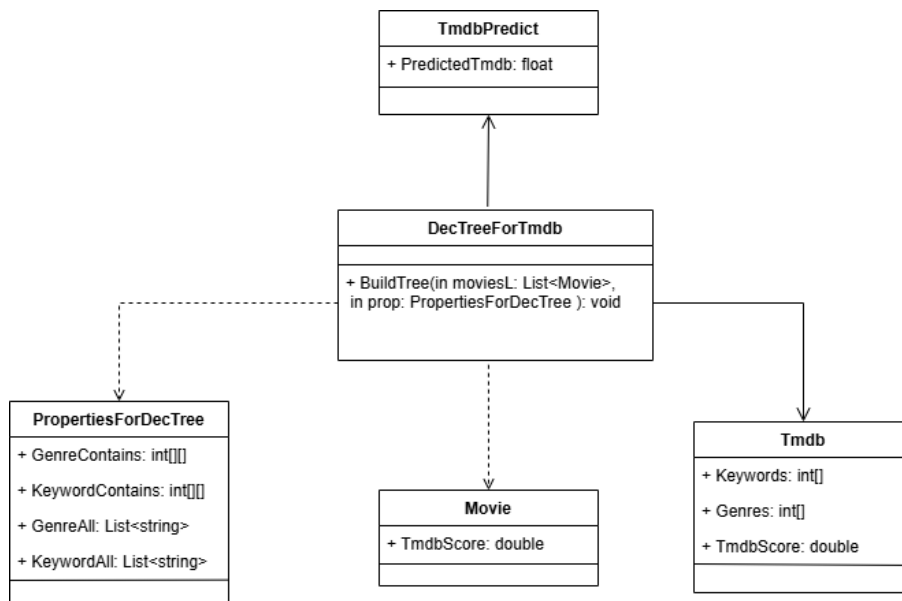 TmdbPredict
+ PredictedTmdb: float
DecTreeForTmdb
+ BuildTree(in moviesL: List<Movie>,
in prop: PropertiesForDecTree ): void
PropertiesForDecTree
+ GenreContains: int[][]
+ KeywordContains: int[][]
+ GenreAll: List<string>
+ KeywordAll: List<string>
Movie
+ TmdbScore: double
Tmdb
+ Keywords: int[]
+ Genres: int[]
+ TmdbScore: double